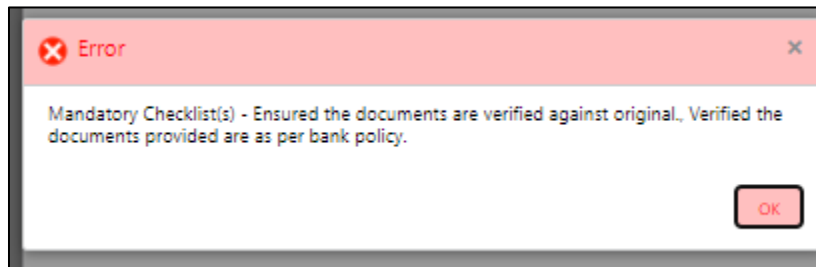 Error
Mandatory Checklist(s) - Ensured the documents are verified against original., Verified the
documents provided are as per bank policy.
OK